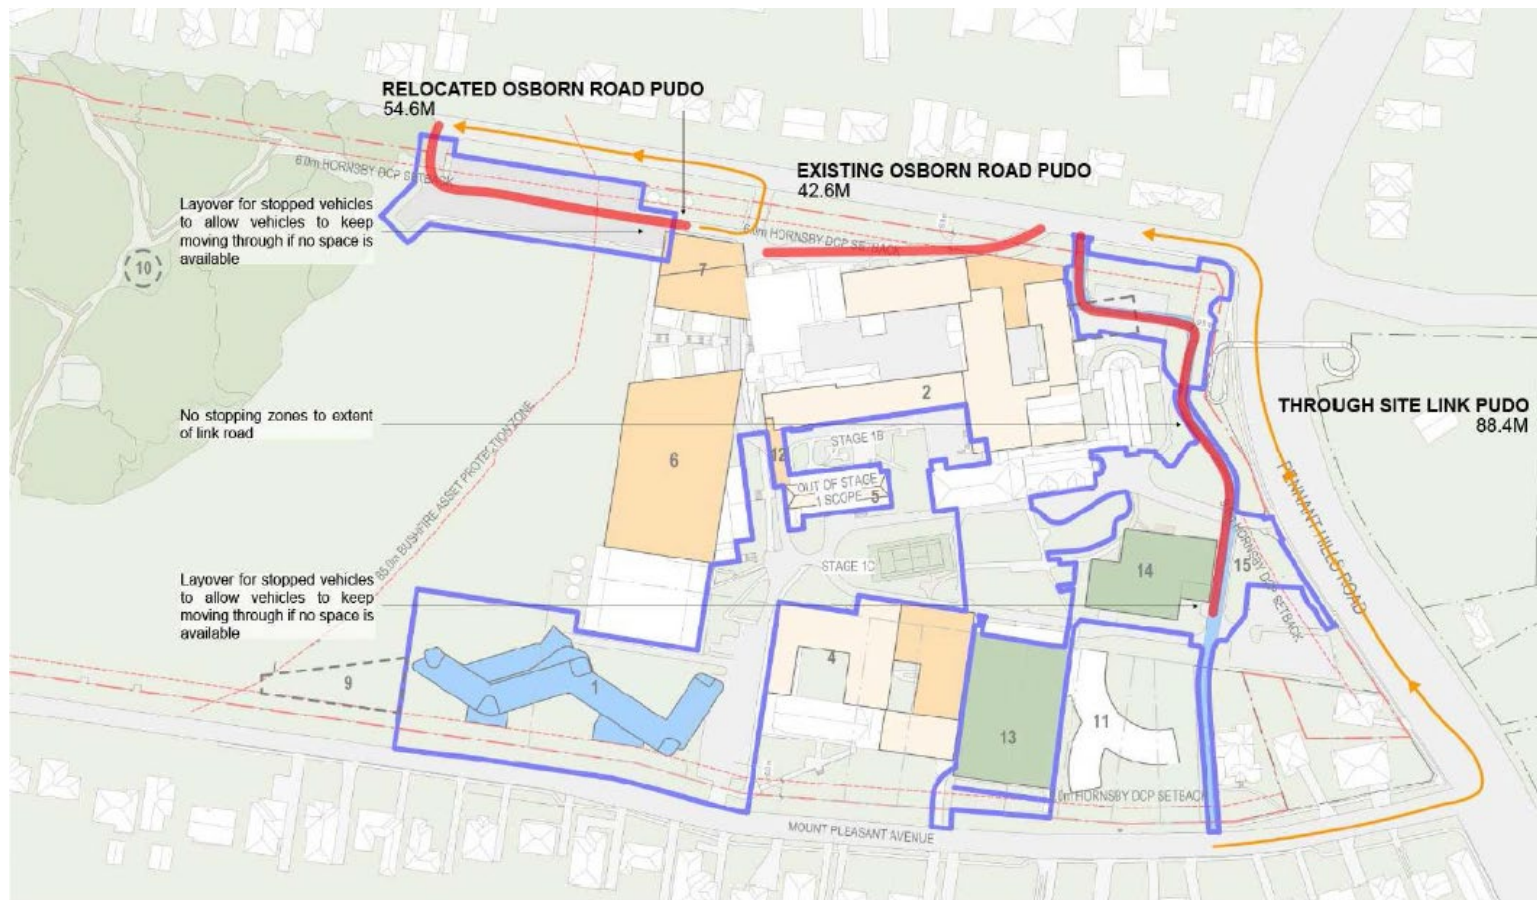 RELOCATED OSBORN ROAD PUDO
54.6M
EXISTING OSBORN ROAD PUDO
42.6M
6.0m HORNSBY DCP SETBACK
Layover for stopped vehicles
to allow vehicles to keep
moving through if no space is
available
6.0m HORNSBY DCP SETBACK
10
7
THROUGH SITE LINK PUDO
88.4M
No stopping zones to extent
of link road
2
STAGE 1B
12
6
OUT OF STAGE
1 SCOPE
5
85.0m BUSHFIRE ASSET PROTECTION ZONE
PENNANT HILLS ROAD
HORNSBY DCP SETBACK
STAGE 1C
14
15
Layover for stopped vehicles
to allow vehicles to keep
moving through if no space is
available
4
9
1
11
13
0m HORNSBY DCP SETBACK
MOUNT PLEASANT AVENUE